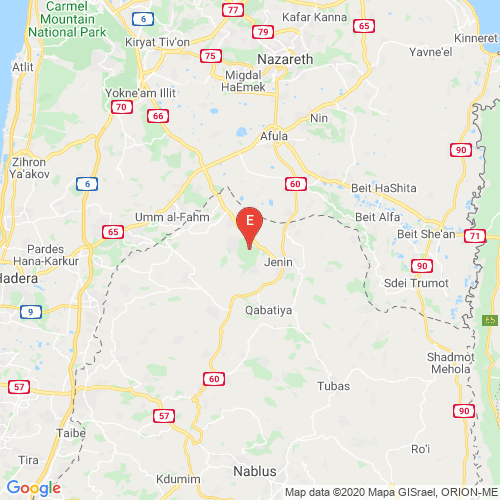 Carmel
Mountain
National Park
6
77
Kafar Kanna
65
Kinneret
Kiryat Tiv'on
79
Yavne'el
Atlit
75
Nazareth
Migdal
HaEmek
Yokne'am Illit
70
66
Nin
Afula
90
Zihron
Ya'akov
6
60
Beit HaShita
Umm al-Fahm
E
Beit Alfa
65
Beit She'an
71
Pardes
Hana-Karkur
Hadera
Jenin
90
Sdei Trumot
9
Qabatiya
65
Shadmot
Mehola
57
60
Tubas
57
90
Taibe
Ro'i
Tira
Kdumim
Nablus
Google
Map data ©2020 Mapa GISrael, ORION-ME